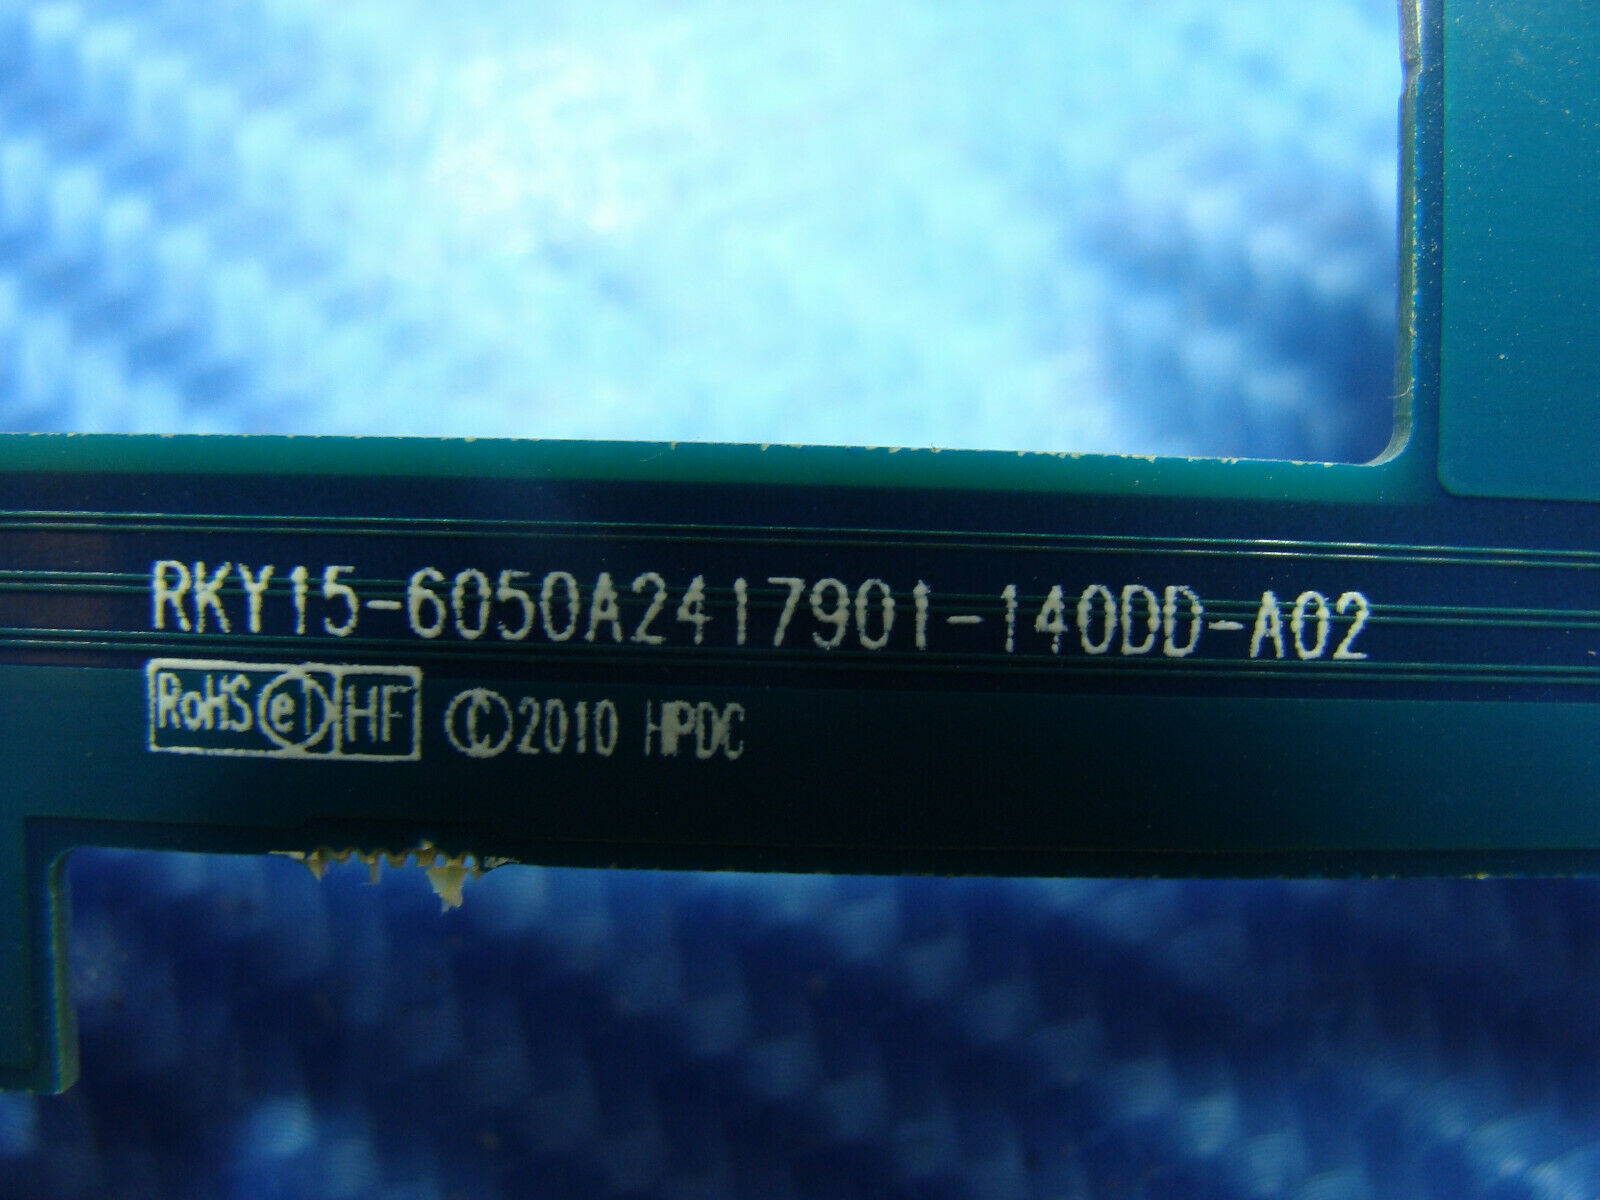 RKY15-6050A2417901-140DD-A02
RoHS e1 HF ©2010 HPDC